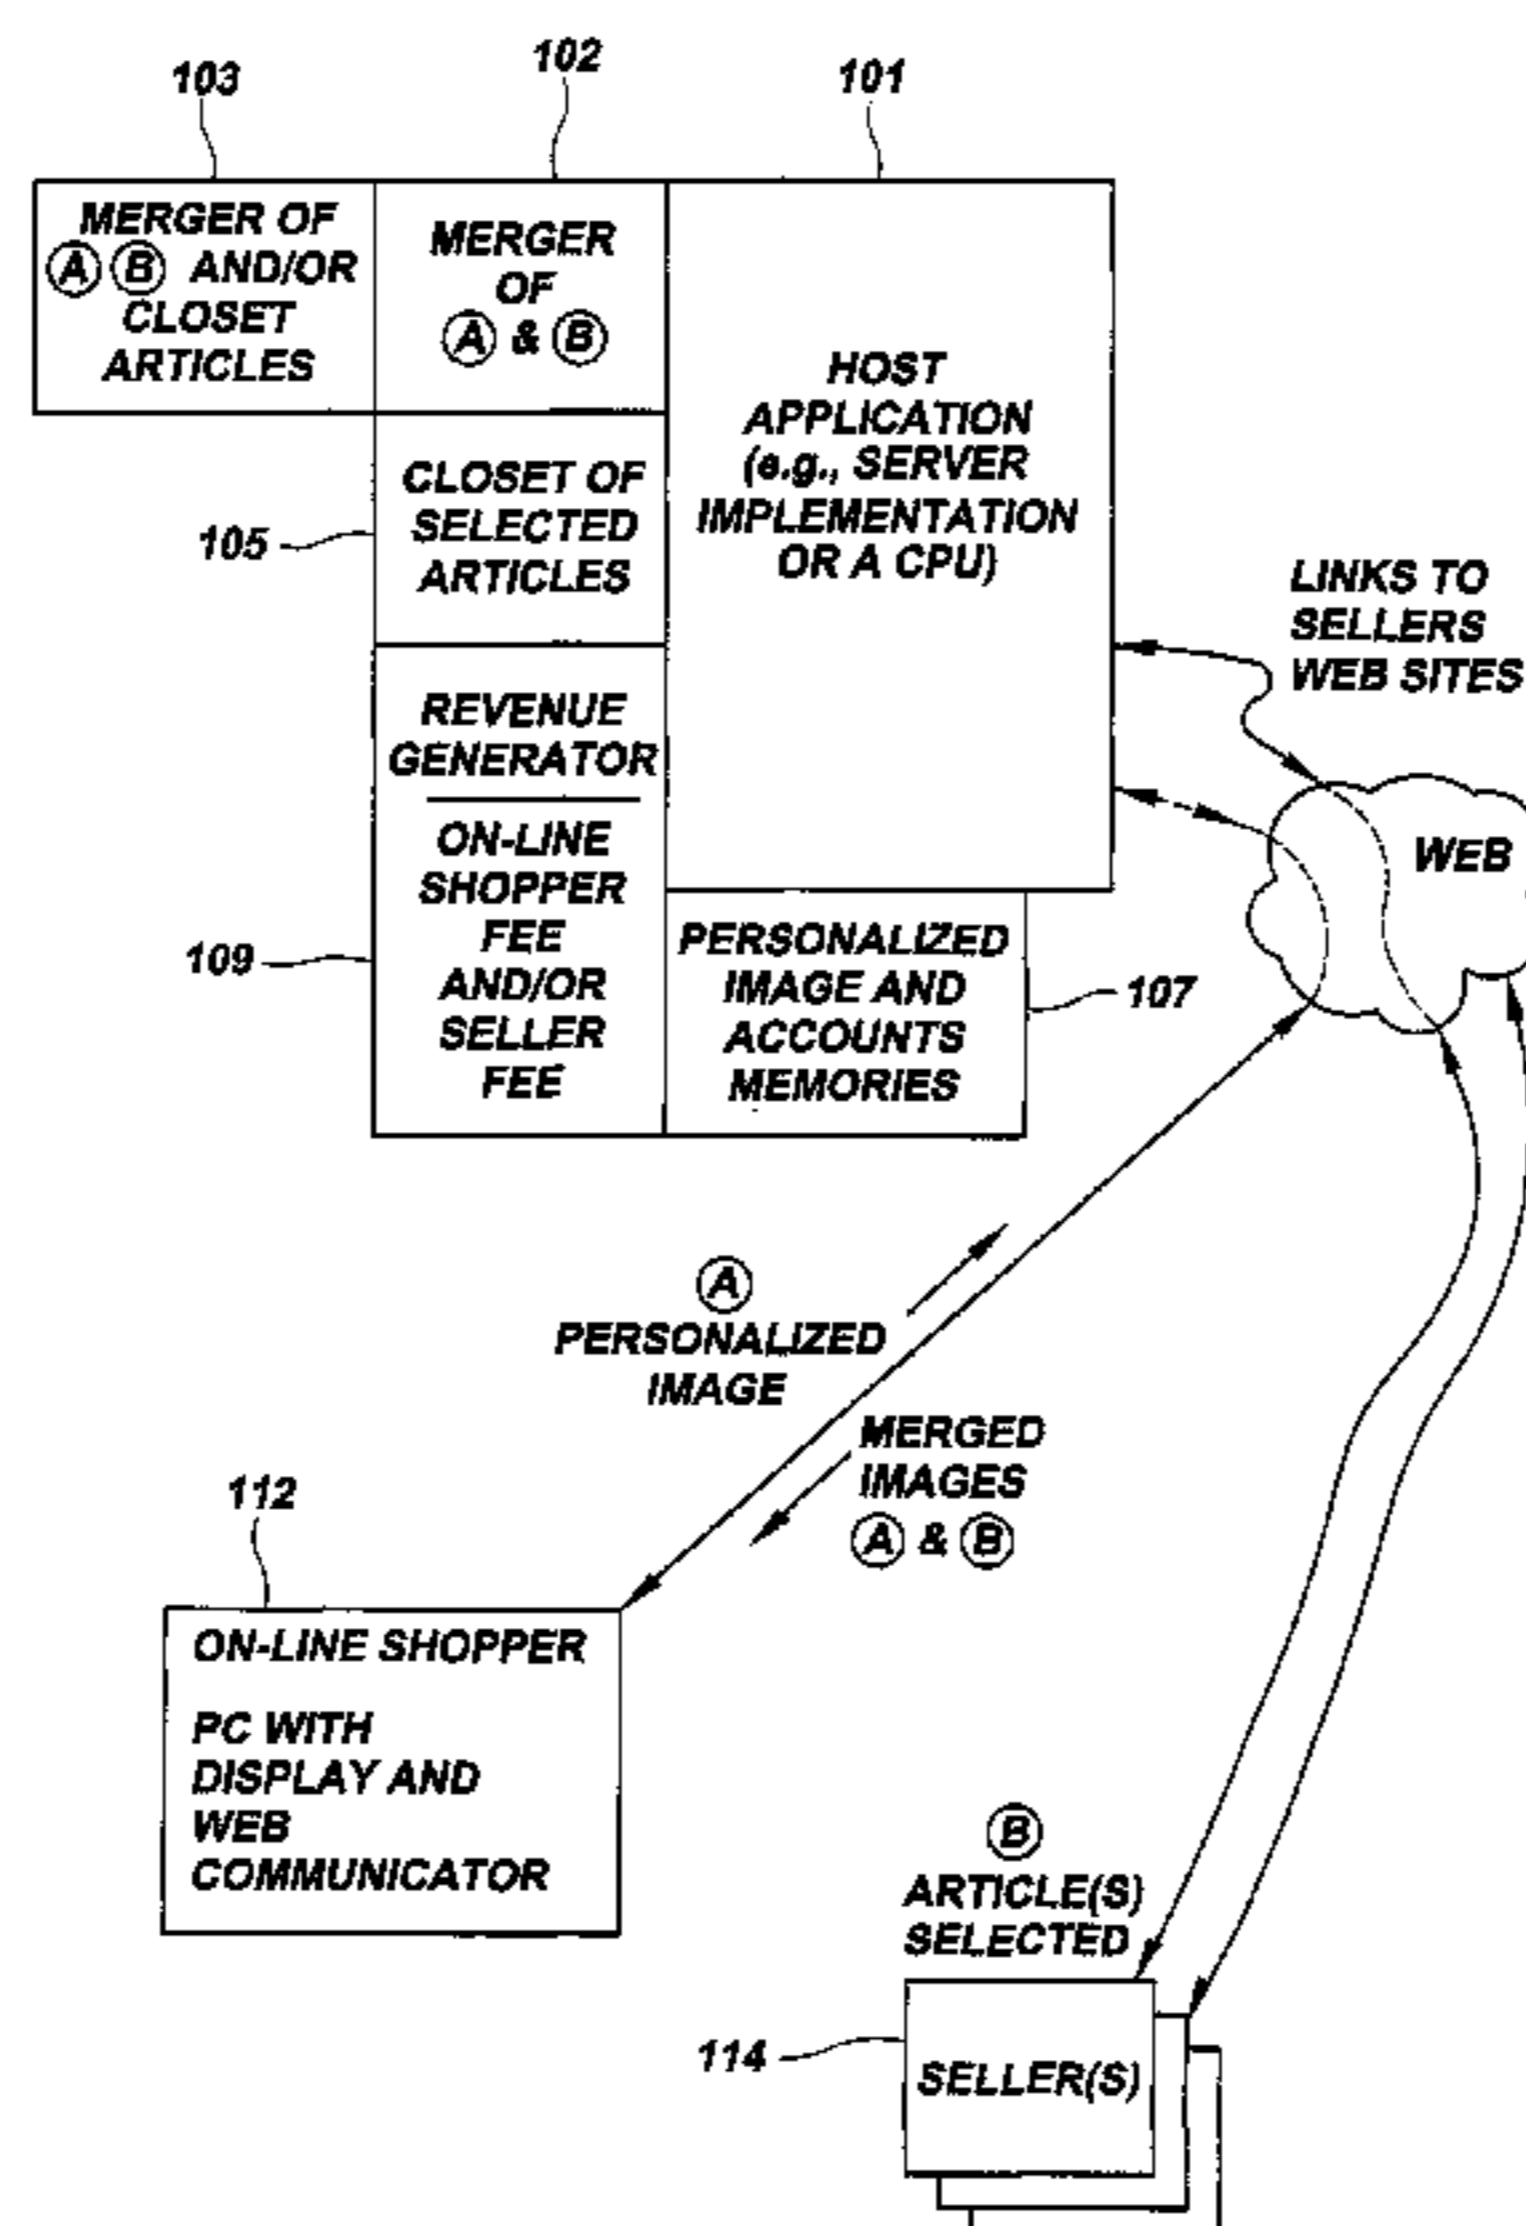 103
102
101
MERGER OF
A B AND/OR
CLOSET
ARTICLES
MERGER
OF
A & B
HOST
APPLICATION
(e.g., SERVER
IMPLEMENTATION
OR A CPU)
105
CLOSET OF
SELECTED
ARTICLES
LINKS TO
SELLERS
WEB SITES
REVENUE
GENERATOR
ON-LINE
SHOPPER
FEE
AND/OR
SELLER
FEE
109
PERSONALIZED
IMAGE AND
ACCOUNTS
MEMORIES
107
WEB
A
PERSONALIZED
IMAGE
MERGED
IMAGES
A & B
112
ON-LINE SHOPPER
PC WITH
DISPLAY AND
WEB
COMMUNICATOR
B
ARTICLE(S)
SELECTED
114
SELLER(S)